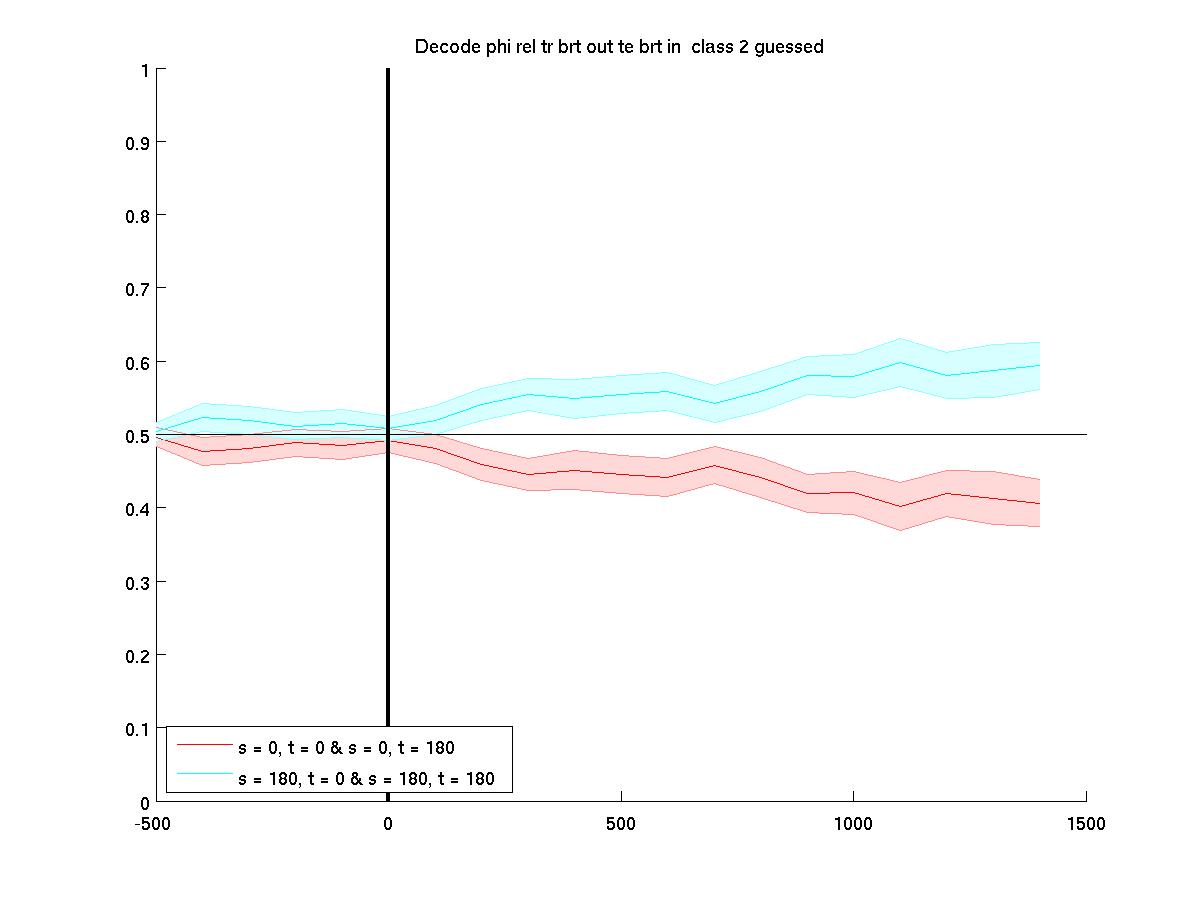 Decode phi rel tr brt out te brt in  class 2 guessed
1
0.9
0.8
0.7
0.6
0.5
0.4
0.3
0.2
0.1
0
s = 0, t = 0 & s = 0, t = 180
s = 180, t = 0 & s = 180, t = 180
-500 0 500 1000 1500